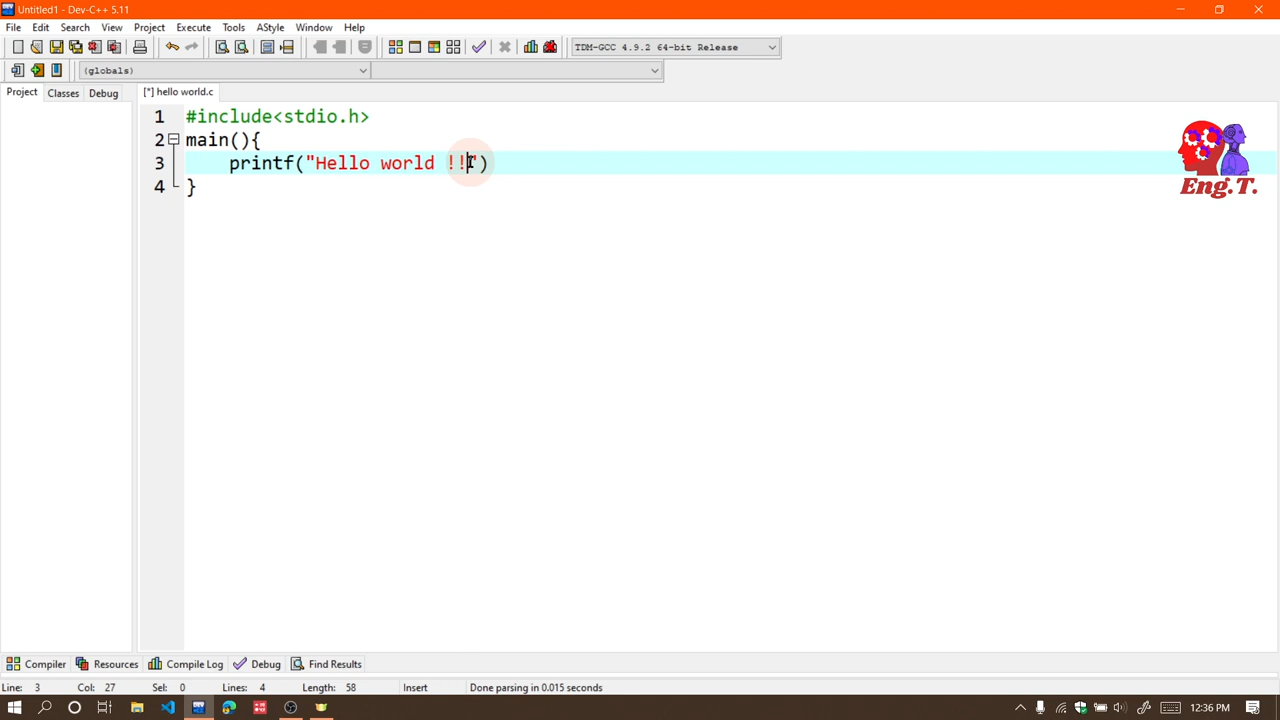 Untitled1 - Dev-C++ 5.11
File Edit Search View Project Execute Tools AStyle Window Help
TDM-GCC 4.9.2 64-bit Release
(globals)
Project Classes Debug [*] hello world.c
1 #include<stdio.h>
2 main(){
3 printf("Hello world !!")
4 }
Eng.T.
Compiler Resources Compile Log Debug Find Results
Line: 3 Col: 27 Sel: 0 Lines: 4 Length: 58 Insert Done parsing in 0.015 seconds
12:36 PM